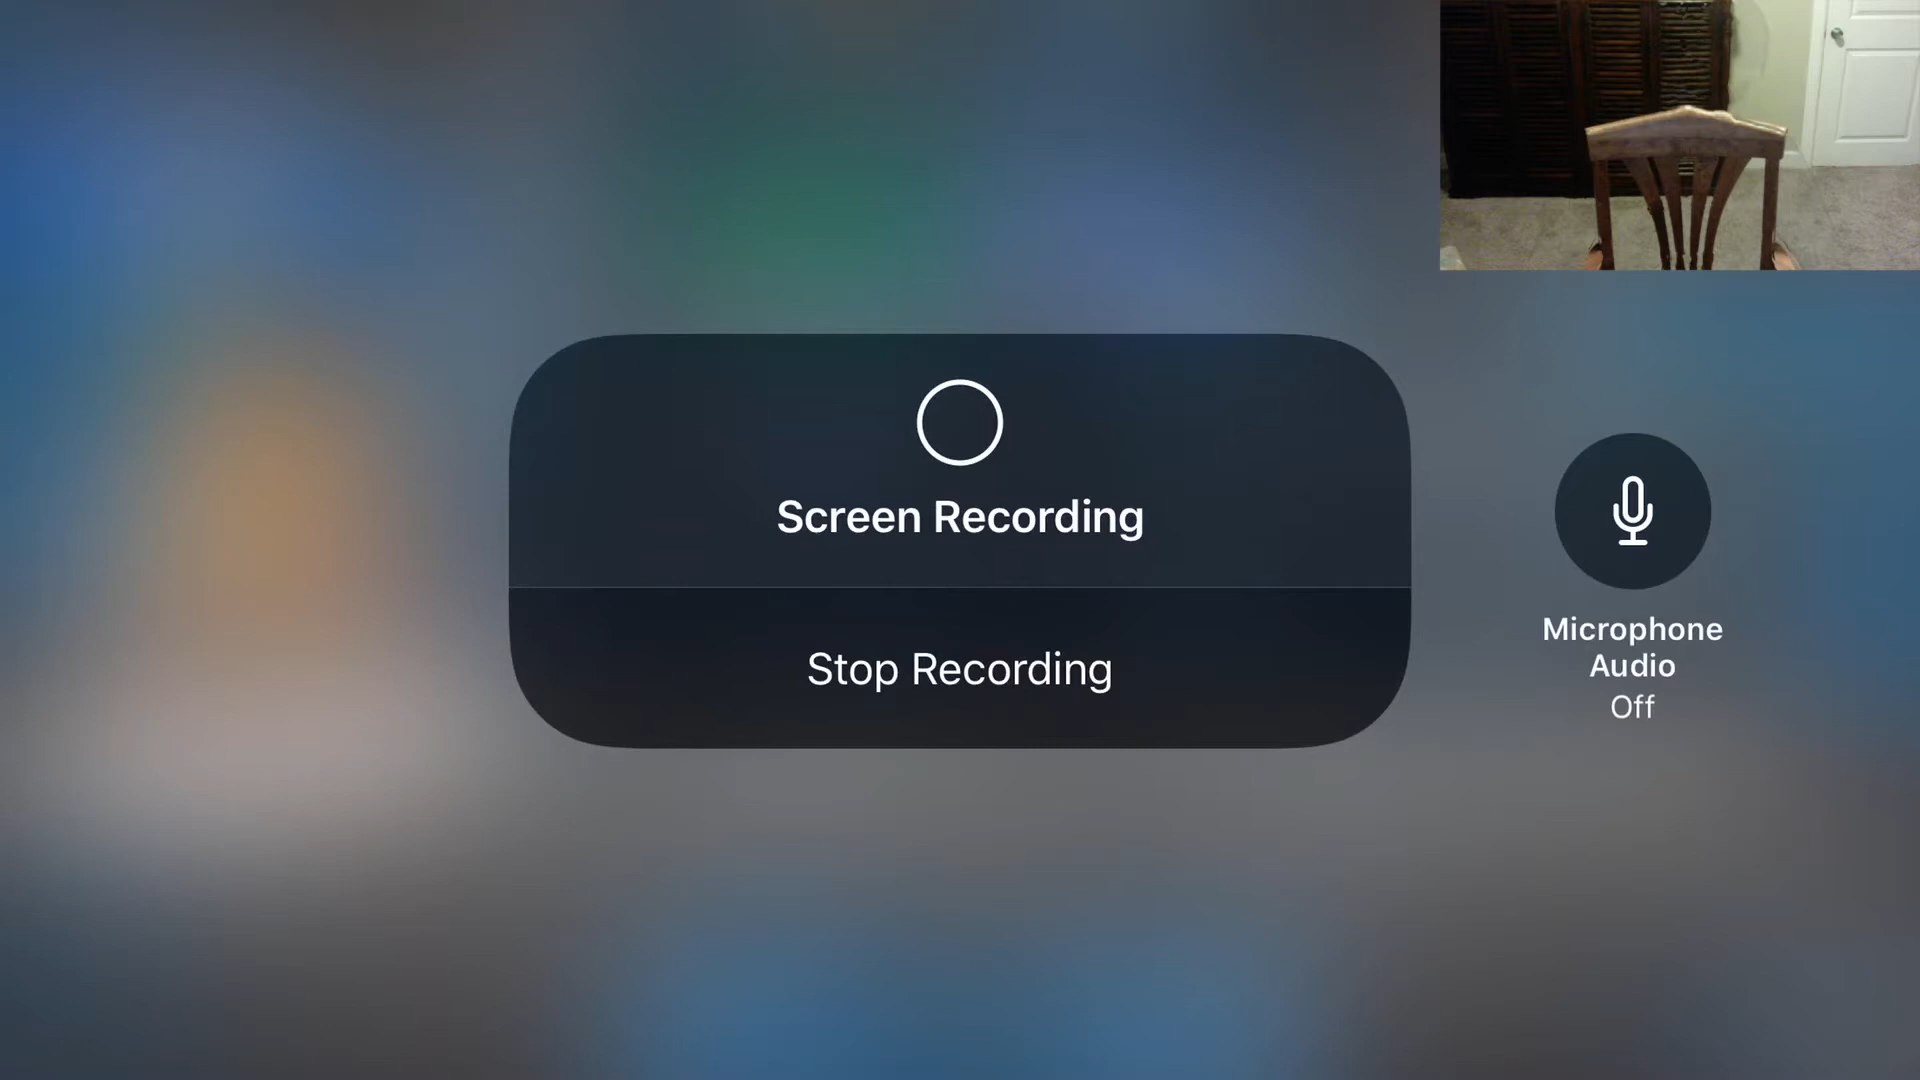 Screen Recording
Stop Recording
Microphone
Audio
Off